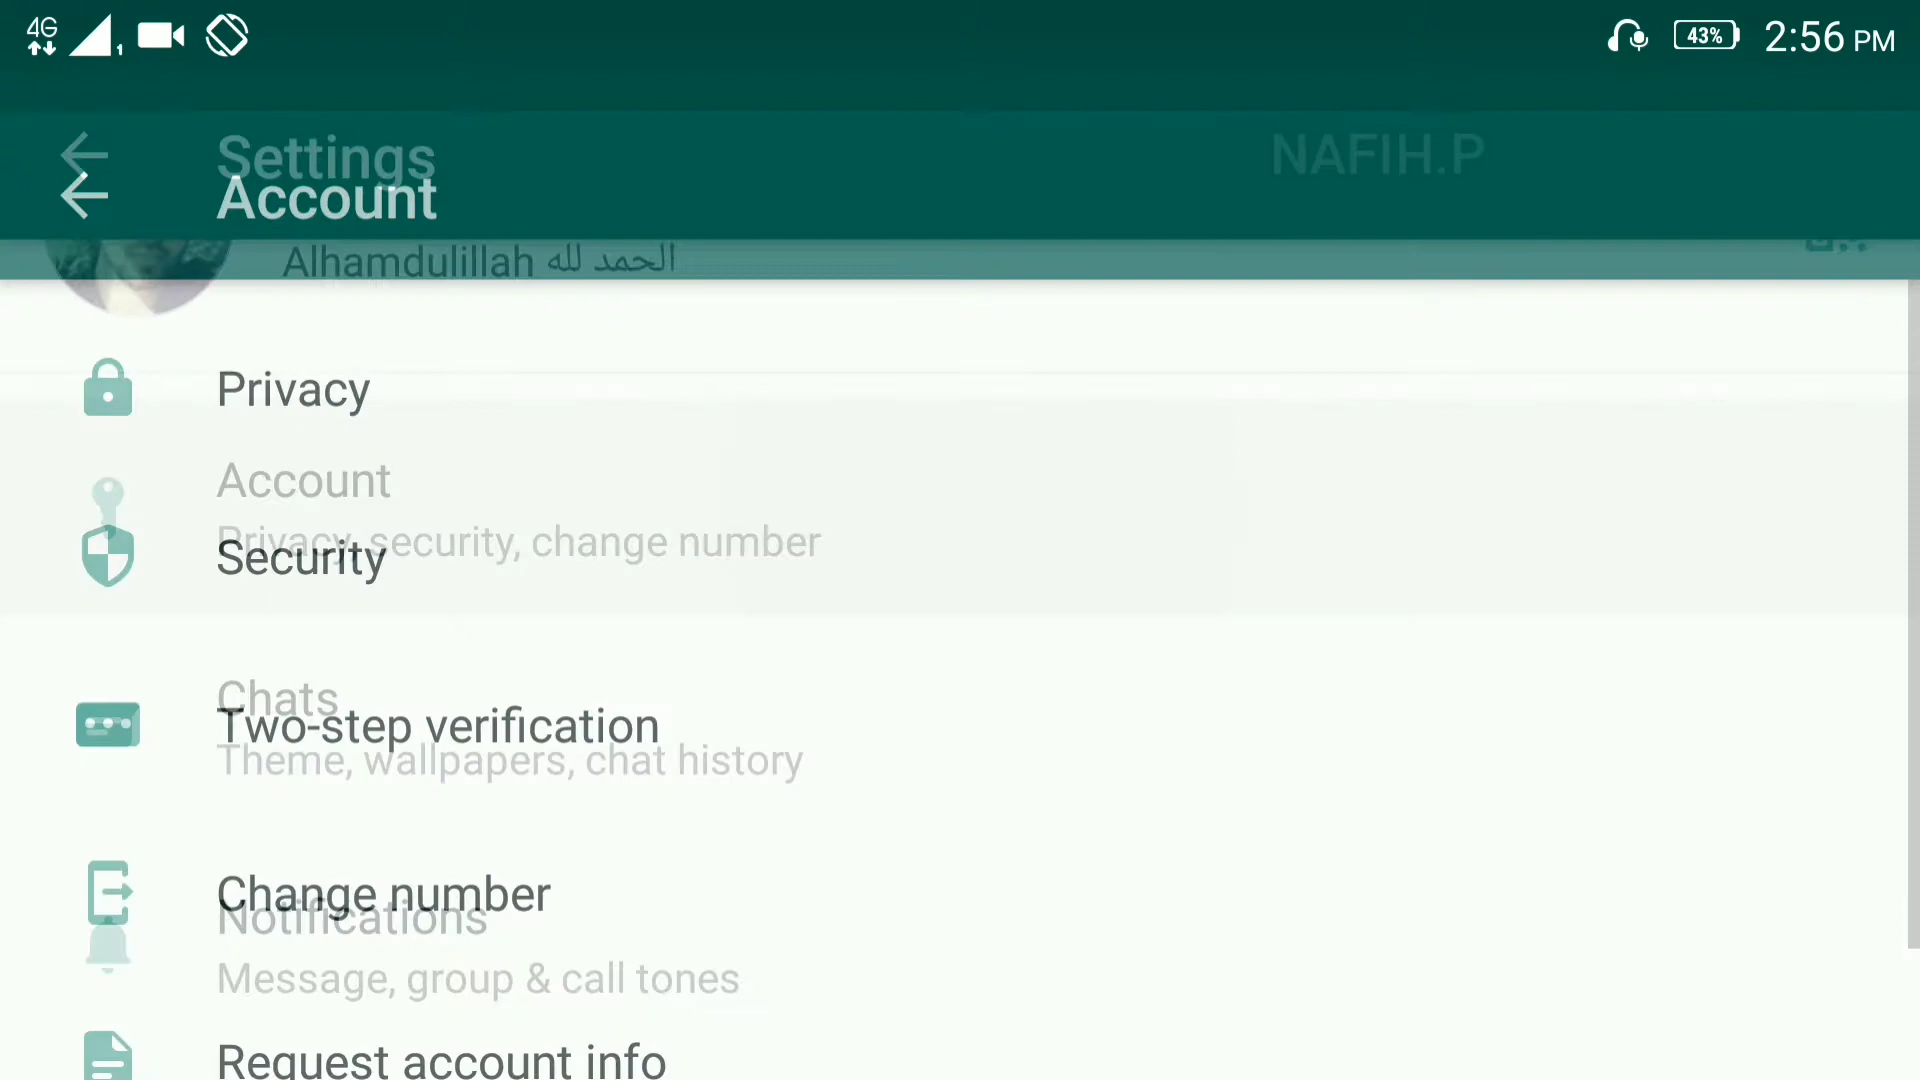 4G 1 43% 2:56 PM
Settings
NAFIH.P
Account
Alhamdulillah الحمد لله
Privacy
Account
Privacy, security, change number
Security
Chats
Two-step verification
Theme, wallpapers, chat history
Change number
Notifications
Message, group & call tones
Request account info